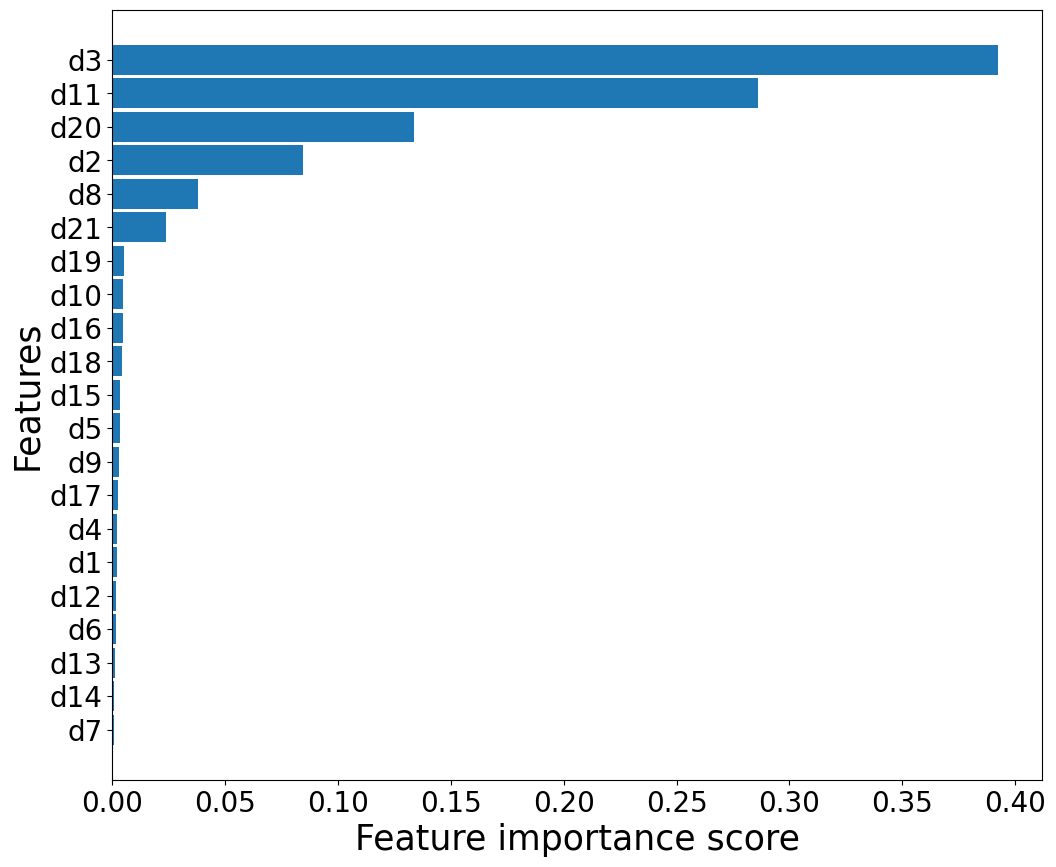 d3
d11
d20
d2
d8
d21
d19
d10
d16
d18
d15
d5
d9
d17
d4
d1
d12
d6
d13
d14
d7
Features
0.00 0.05 0.10 0.15 0.20 0.25 0.30 0.35 0.40
Feature importance score